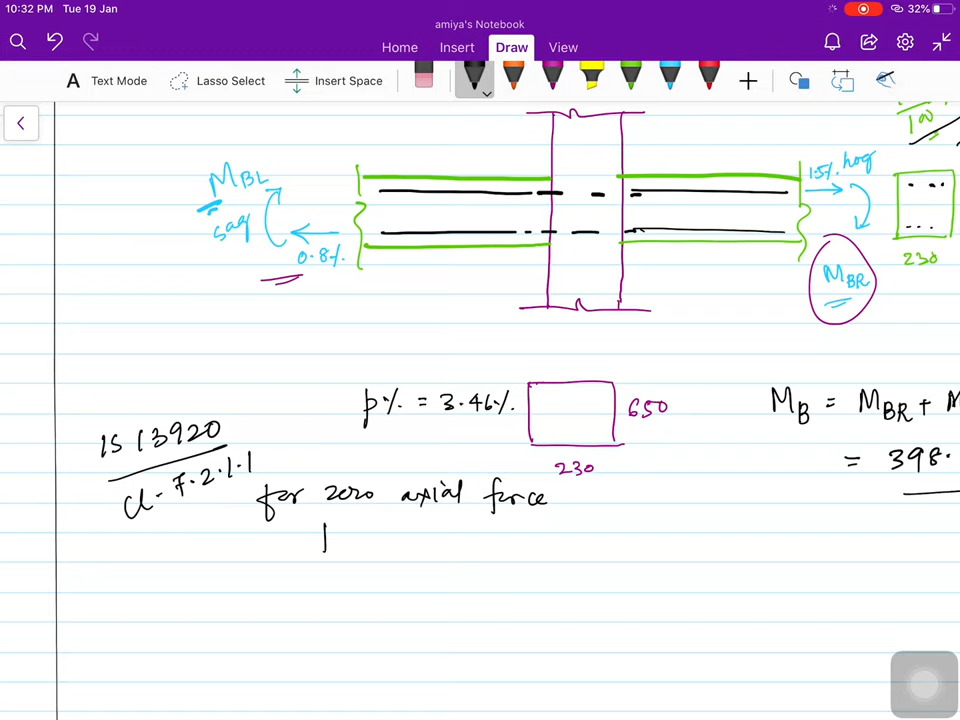 10:32 PM Tue 19 Jan
32%
amiya's Notebook
Home Insert Draw View
Text Mode Lasso Select Insert Space
100
MBL
sag
0.8%
1.5% hog
MBR
230
p% = 3.46%
650
230
MB = MBR + M
= 398.
IS 13920
cl- 7.2.1.1
for zero axial force